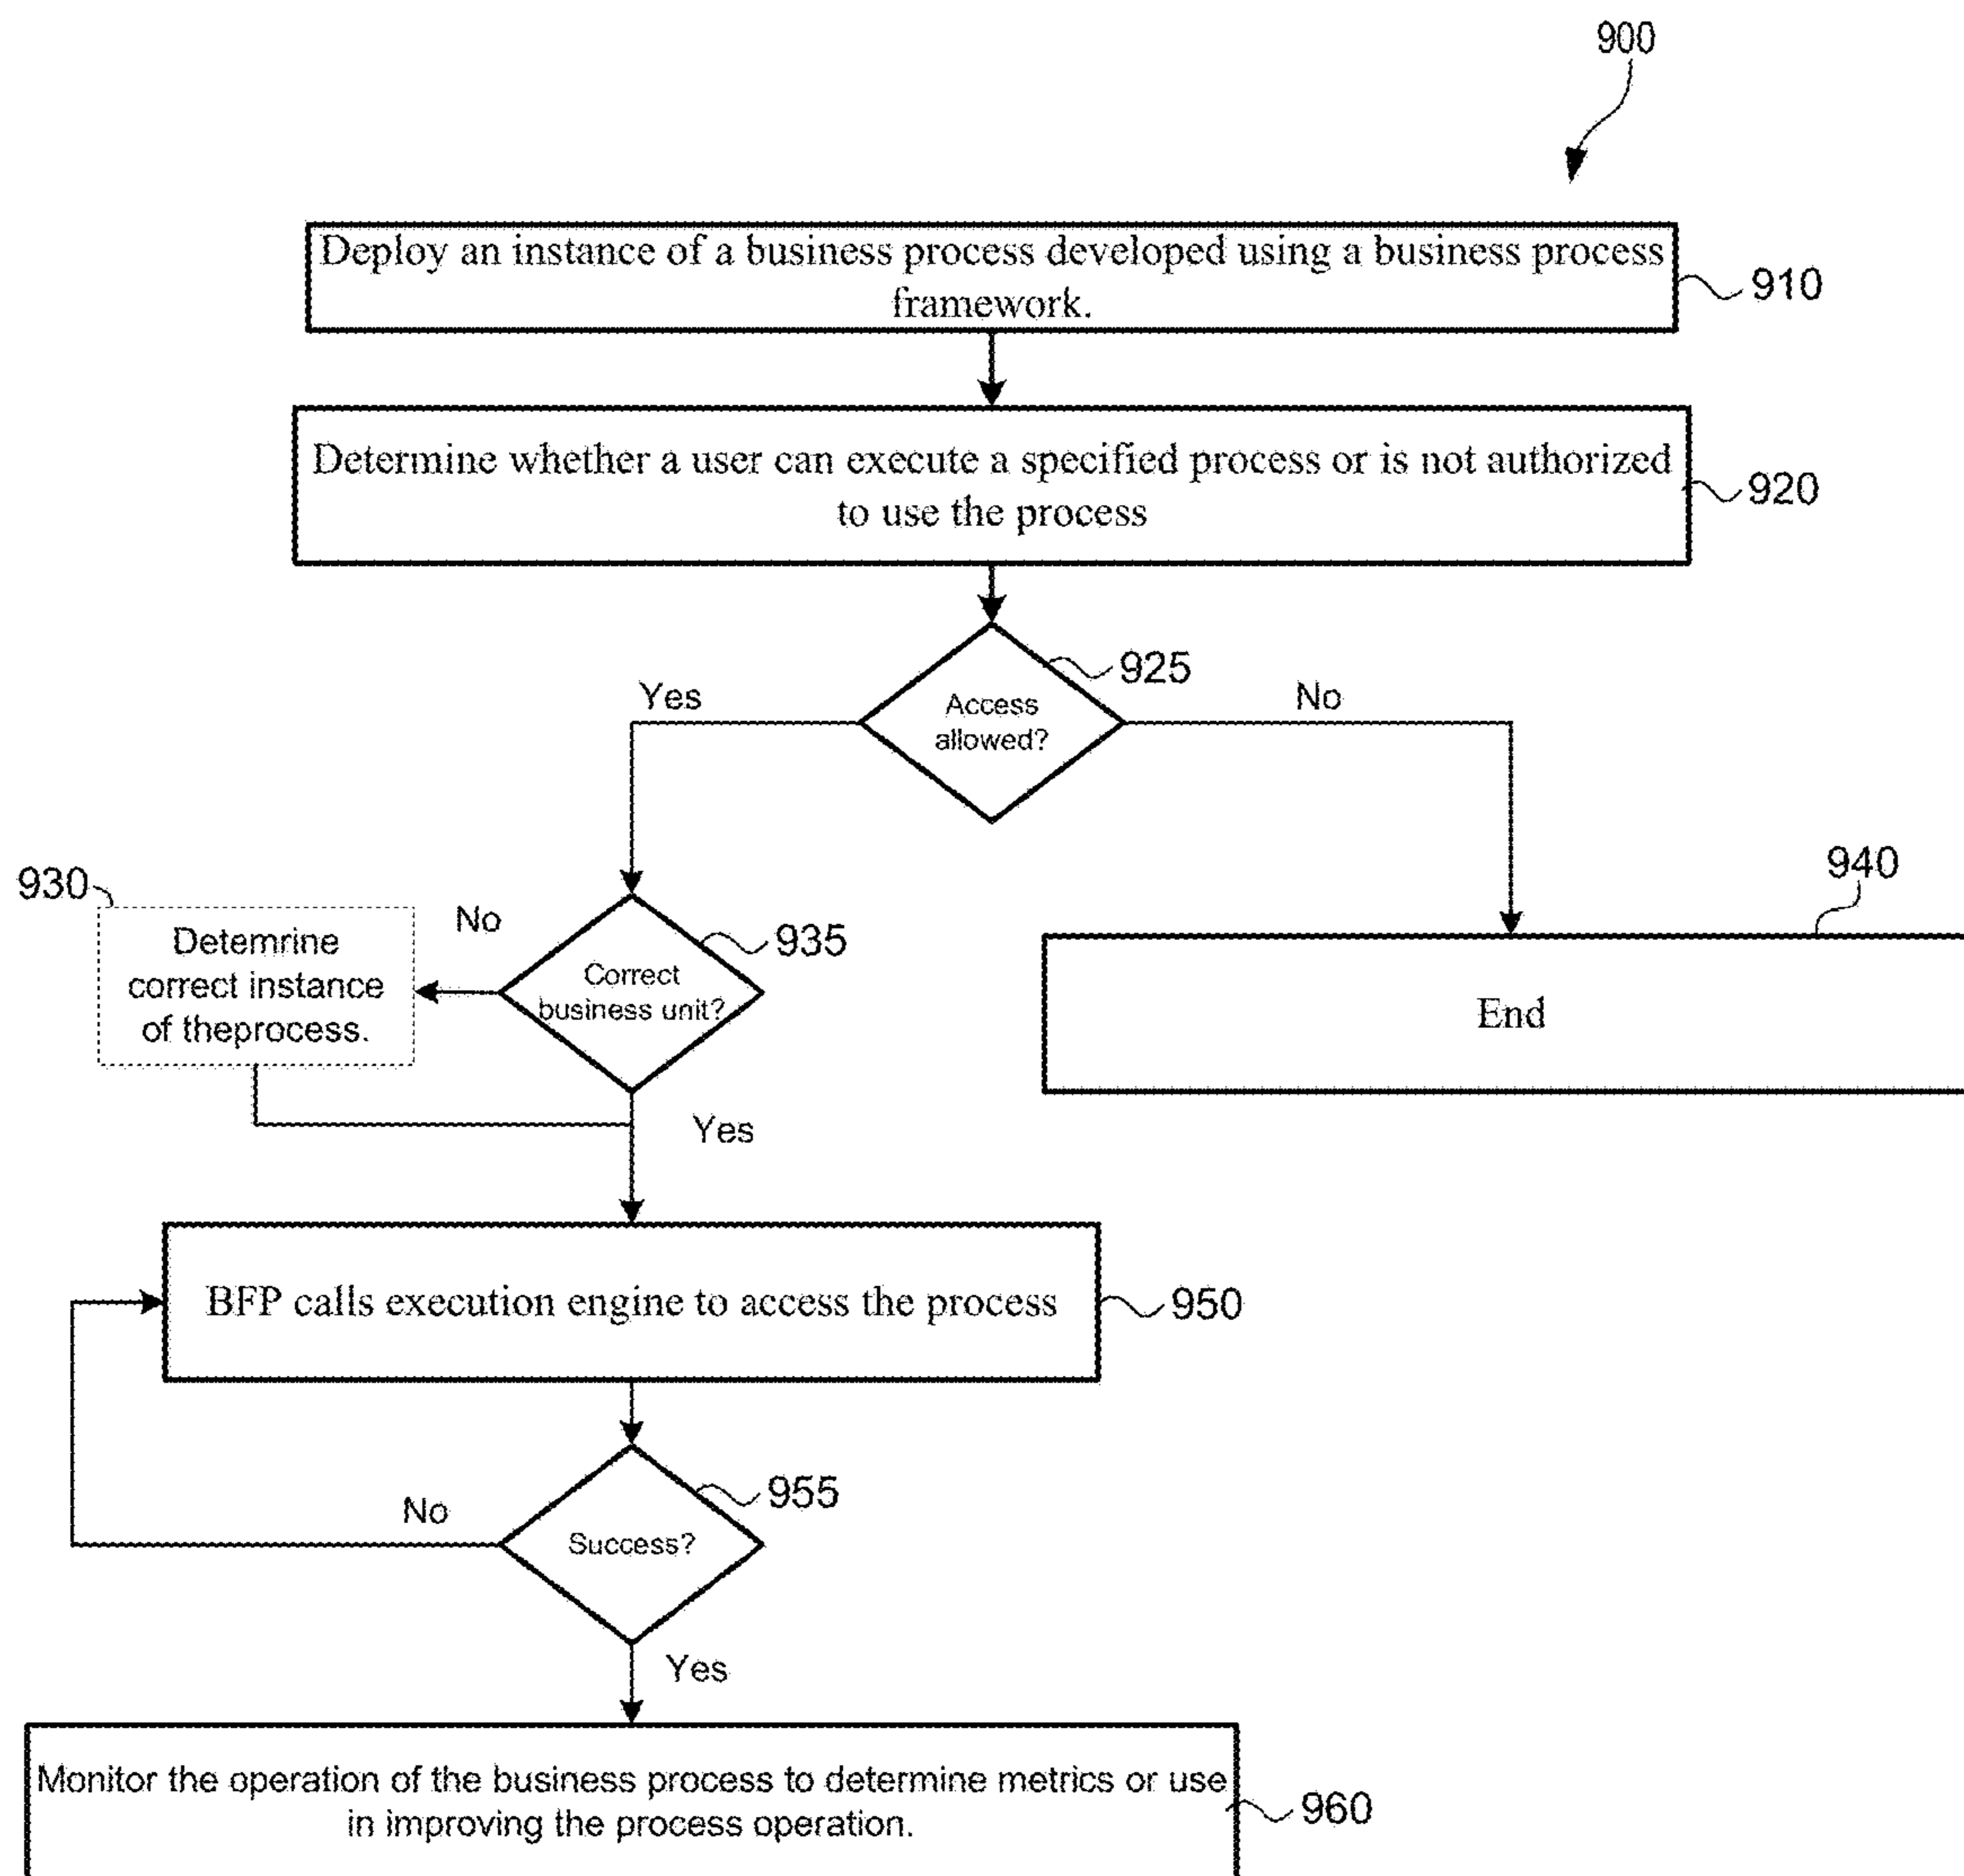 900
Deploy an instance of a business process developed using a business process
framework.
910
Determine whether a user can execute a specified process or is not authorized
to use the process
920
925
Yes
Access
allowed?
No
930
No
935
940
Detemrine
correct instance
of theprocess.
Correct
business unit?
End
Yes
BFP calls execution engine to access the process
950
955
No
Success?
Yes
Monitor the operation of the business process to determine metrics or use
in improving the process operation.
960